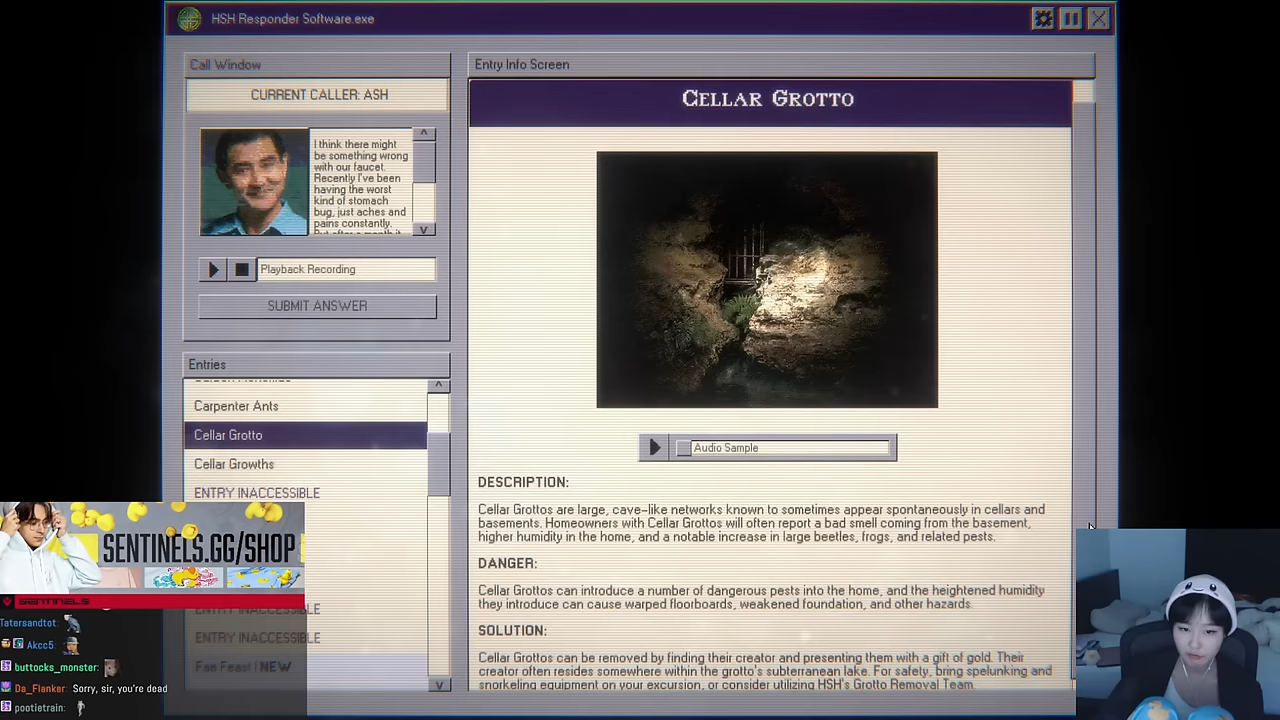 HSH Responder Software.exe
Call Window
CURRENT CALLER: ASH
I think there might
be something wrong
with our faucet.
Recently I've been
having the worst
kind of stomach
bug, just aches and
pains constantly.
But after a month it
Playback Recording
SUBMIT ANSWER
Entries
Carpenter Ants
Cellar Grotto
Cellar Growths
ENTRY INACCESSIBLE
ENTRY INACCESSIBLE
ENTRY INACCESSIBLE
Fae Feast | NEW
Entry Info Screen
CELLAR GROTTO
Audio Sample
DESCRIPTION:
Cellar Grottos are large, cave-like networks known to sometimes appear spontaneously in cellars and
basements. Homeowners with Cellar Grottos will often report a bad smell coming from the basement,
higher humidity in the home, and a notable increase in large beetles, frogs, and related pests.
DANGER:
Cellar Grottos can introduce a number of dangerous pests into the home, and the heightened humidity
they introduce can cause warped floorboards, weakened foundation, and other hazards.
SOLUTION:
Cellar Grottos can be removed by finding their creator and presenting them with a gift of gold. Their
creator often resides somewhere within the grotto's subterranean lake. For safety, bring spelunking and
snorkeling equipment on your excursion, or consider utilizing HSH's Grotto Removal Team.
SENTINELS.GG/SHOP
SENTINELS
Tatersandtot:
Akcc5:
buttocks_monster:
Da_Flanker: Sorry, sir, you're dead
pootietrain: